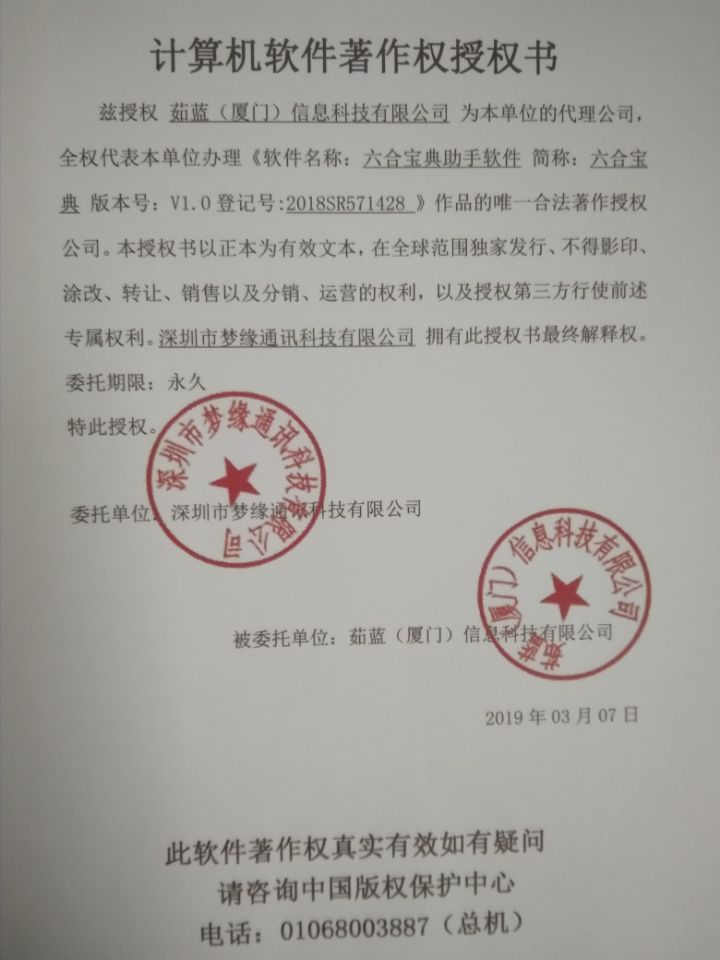 计算机软件著作权授权书
兹授权 茹蓝（厦门）信息科技有限公司 为本单位的代理公司，
全权代表本单位办理《软件名称：六合宝典助手软件 简称：六合宝
典 版本号：V1.0 登记号:2018SR571428 》作品的唯一合法著作授权
公司。本授权书以正本为有效文本，在全球范围独家发行、不得影印、
涂改、转让、销售以及分销、运营的权利，以及授权第三方行使前述
专属权利。深圳市梦缘通讯科技有限公司 拥有此授权书最终解释权。
委托期限：永久
特此授权。
深圳市梦缘通讯科技有限公司
委托单位：深圳市梦缘通讯科技有限公司
茹蓝（厦门）信息科技有限公司
被委托单位：茹蓝（厦门）信息科技有限公司
2019 年 03 月 07 日
此软件著作权真实有效如有疑问
请咨询中国版权保护中心
电话：01068003887（总机）